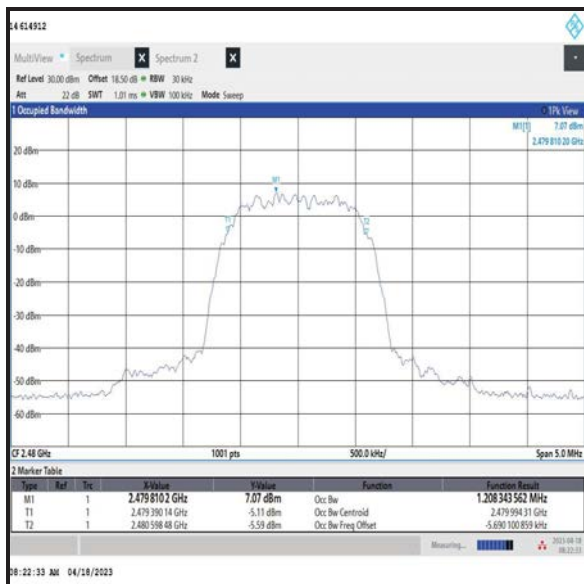 14 614912
MultiView Spectrum X Spectrum 2 X
Ref Level 30.00 dBm Offset 18.50 dB RBW 30 kHz
Att 22 dB SWT 1.01 ms VBW 100 kHz Mode Sweep
1 Occupied Bandwidth 1Pk View
M1[1] 7.07 dBm
2.479 810 20 GHz
20 dBm
M1
10 dBm
0 dBm
-10 dBm
-20 dBm
-30 dBm
-40 dBm
-50 dBm
-60 dBm
CF 2.48 GHz 1001 pts 500.0 kHz/ Span 5.0 MHz
2 Marker Table
Type Ref Trc X-Value Y-Value Function Function Result
M1 1 2.479 810 2 GHz 7.07 dBm Occ Bw 1.208 343 562 MHz
T1 1 2.479 390 14 GHz -5.11 dBm Occ Bw Centroid 2.479 994 31 GHz
T2 1 2.480 598 48 GHz -5.59 dBm Occ Bw Freq Offset -5.690 100 859 kHz
Measuring... 2023-04-18
08:22:33
08:22:33 AM 04/18/2023